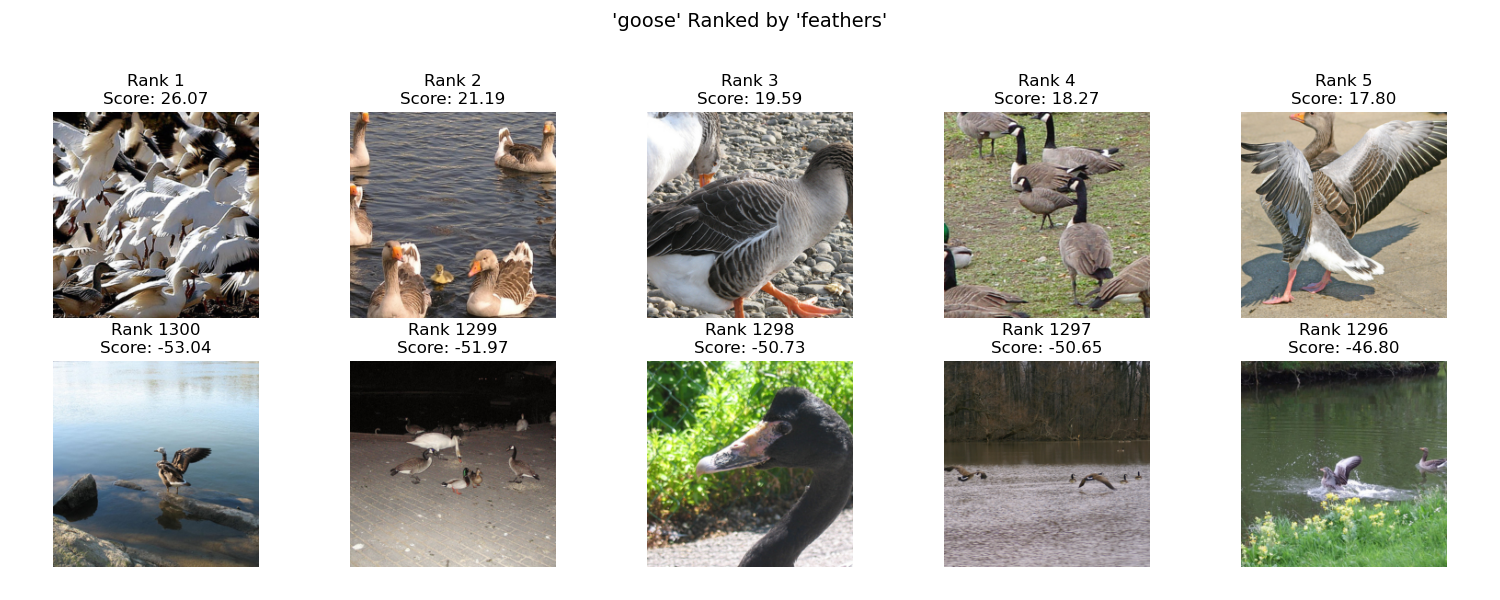 'goose' Ranked by 'feathers'
Rank 1
Score: 26.07
Rank 2
Score: 21.19
Rank 3
Score: 19.59
Rank 4
Score: 18.27
Rank 5
Score: 17.80
Rank 1300
Score: -53.04
Rank 1299
Score: -51.97
Rank 1298
Score: -50.73
Rank 1297
Score: -50.65
Rank 1296
Score: -46.80